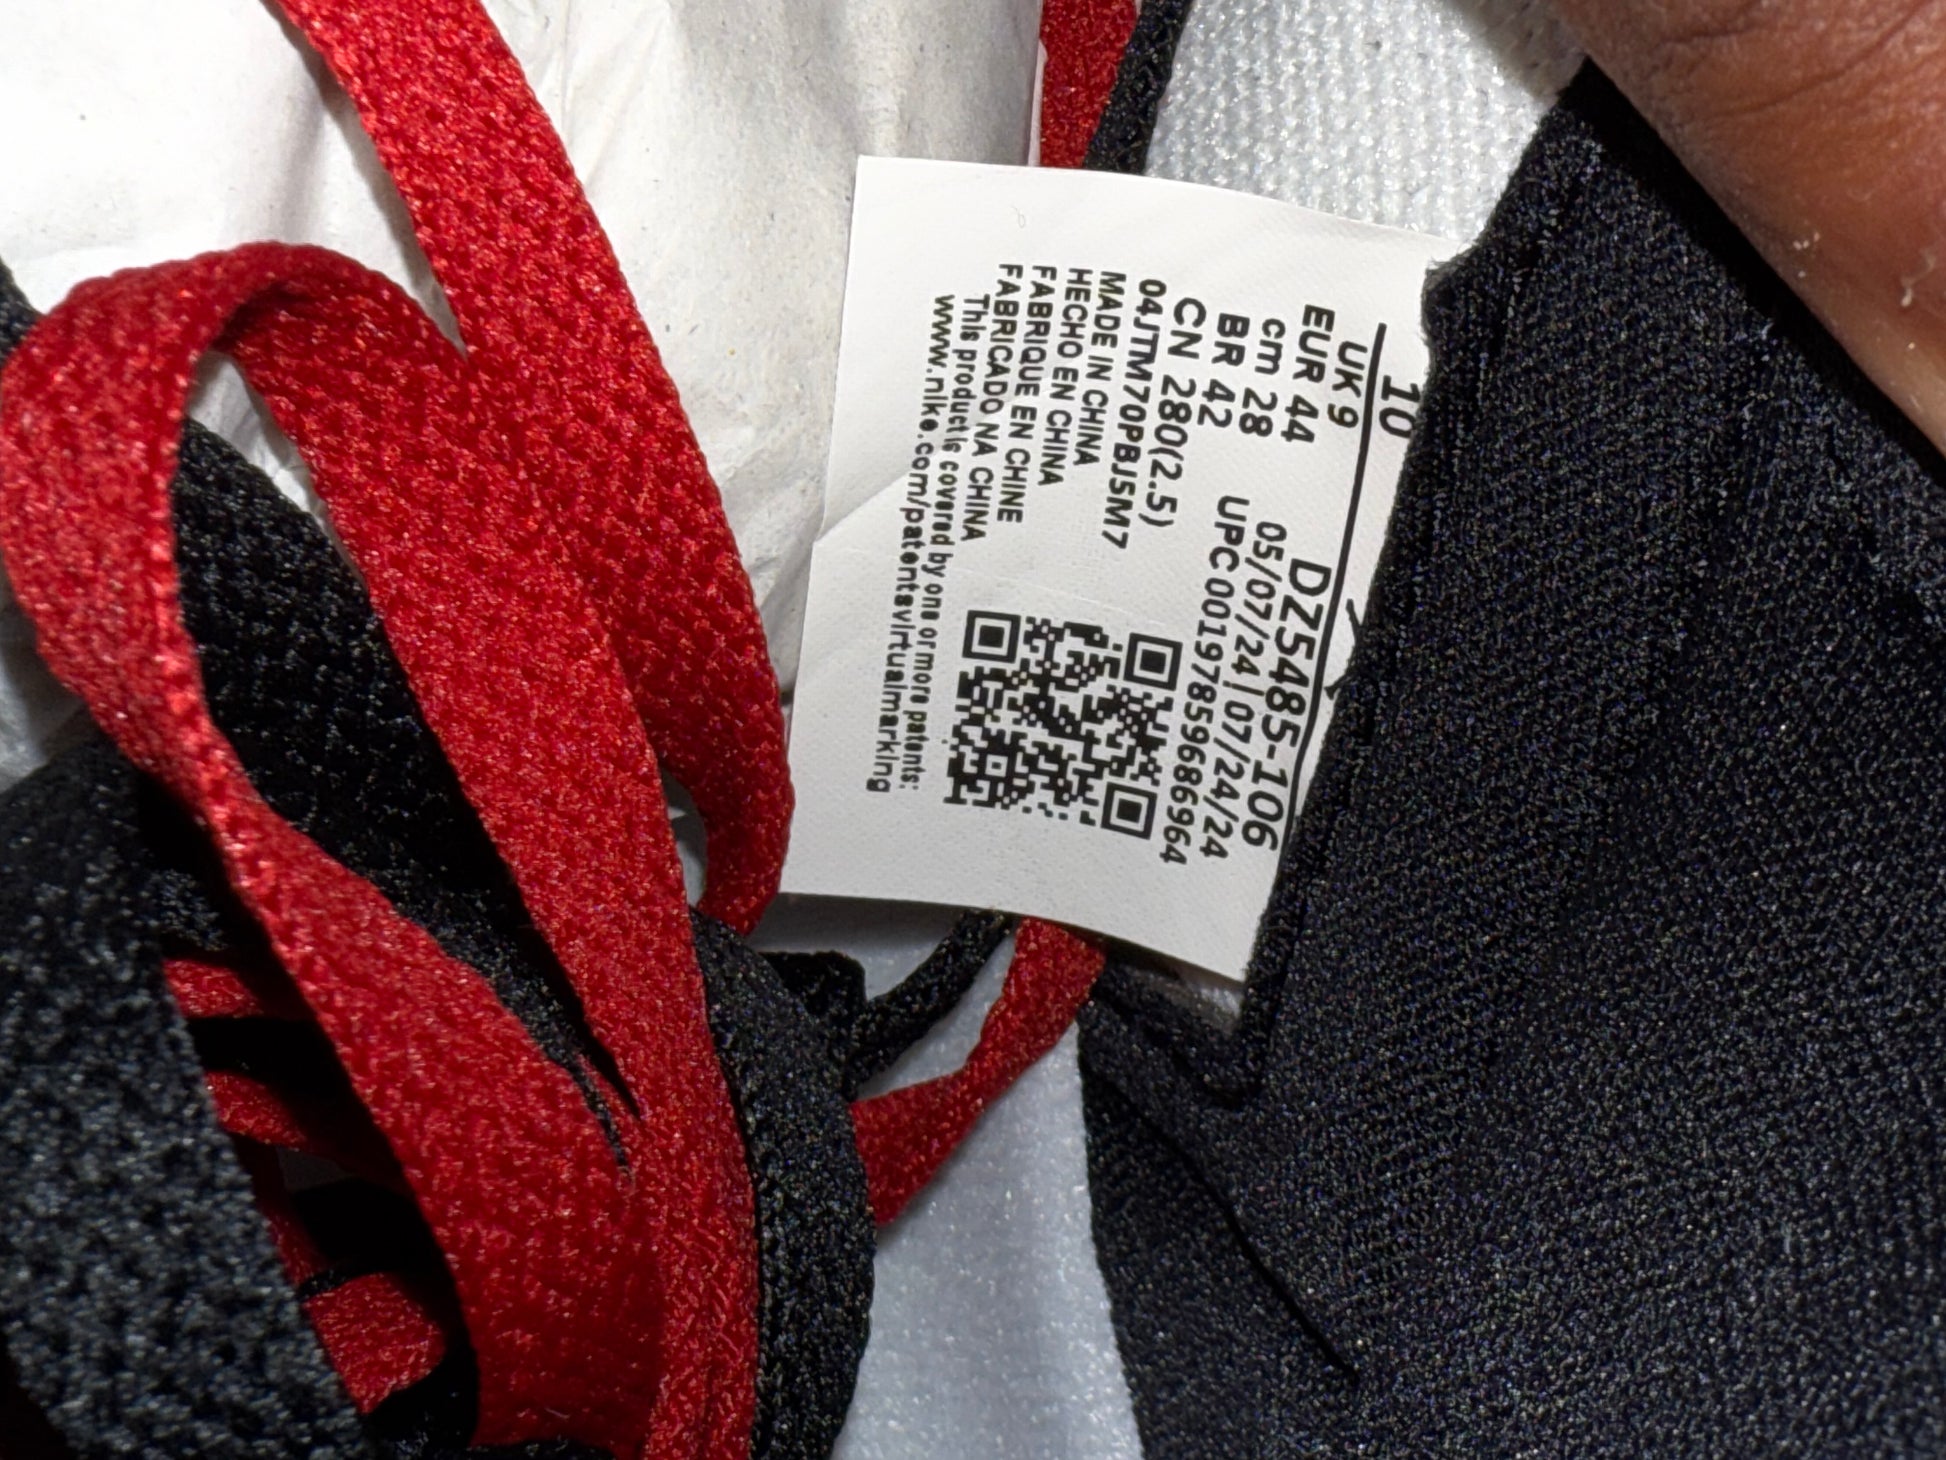 10
UK 9
EUR 44
cm 28
BR 42
CN 280(2.5)
DZ5485-106
05/07/24|07/24/24
UPC 00197859686964
04JTM70PBJ5M7
MADE IN CHINA
HECHO EN CHINA
FABRIQUE EN CHINE
FABRICADO NA CHINA
This product is covered by one or more patents:
www.nike.com/patentsvirtualmarking